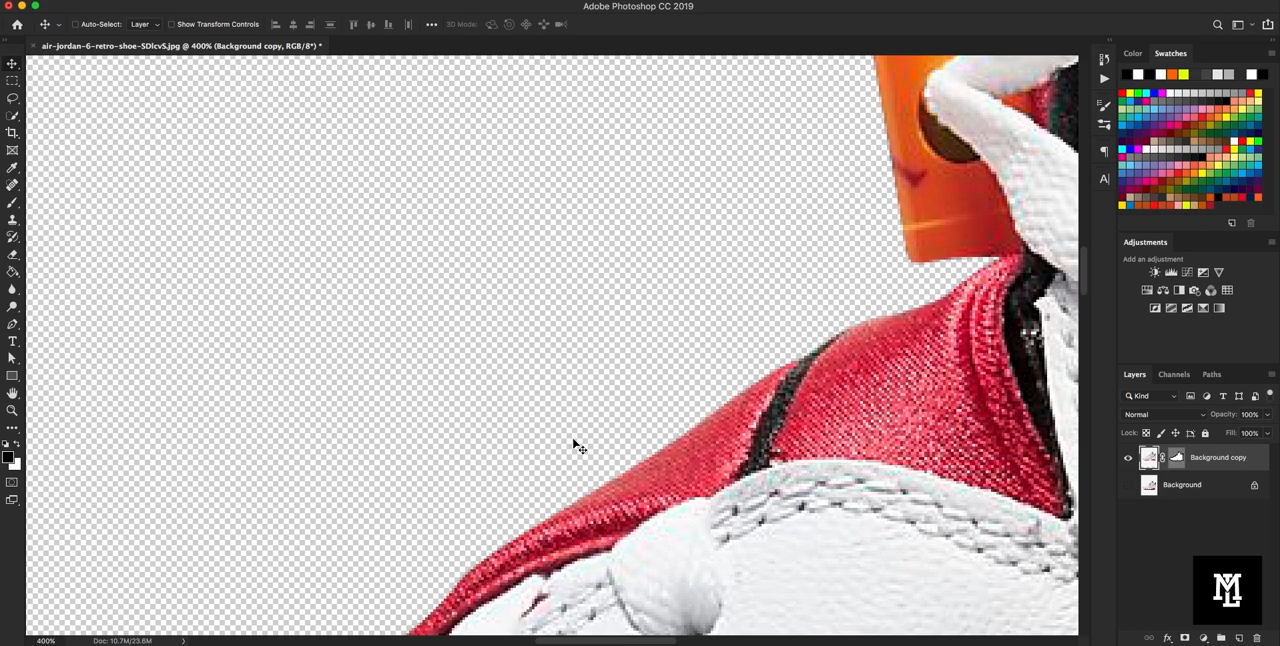 Adobe Photoshop CC 2019
Auto-Select: Layer Show Transform Controls 3D Mode:
air-jordan-6-retro-shoe-SDlcvS.jpg @ 400% (Background copy, RGB/8*) *
Color Swatches
Adjustments
Add an adjustment
Layers Channels Paths
Kind
Normal Opacity: 100%
Lock: Fill: 100%
Background copy
Background
ML
400% Doc: 10.7M/23.6M